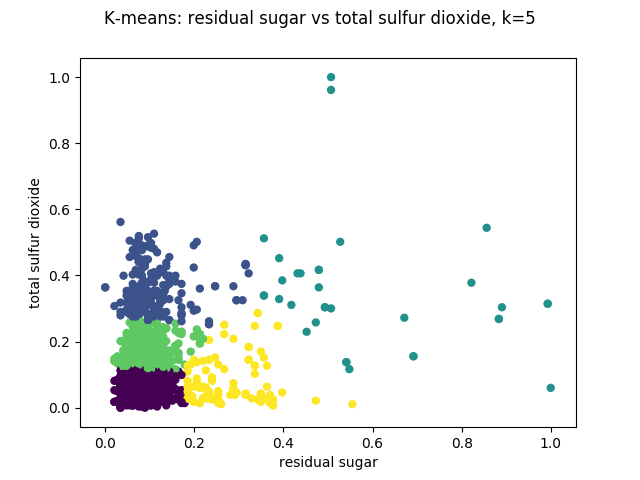 K-means: residual sugar vs total sulfur dioxide, k=5
1.0
0.8
0.6
0.4
0.2
0.0
total sulfur dioxide
0.0 0.2 0.4 0.6 0.8 1.0
residual sugar